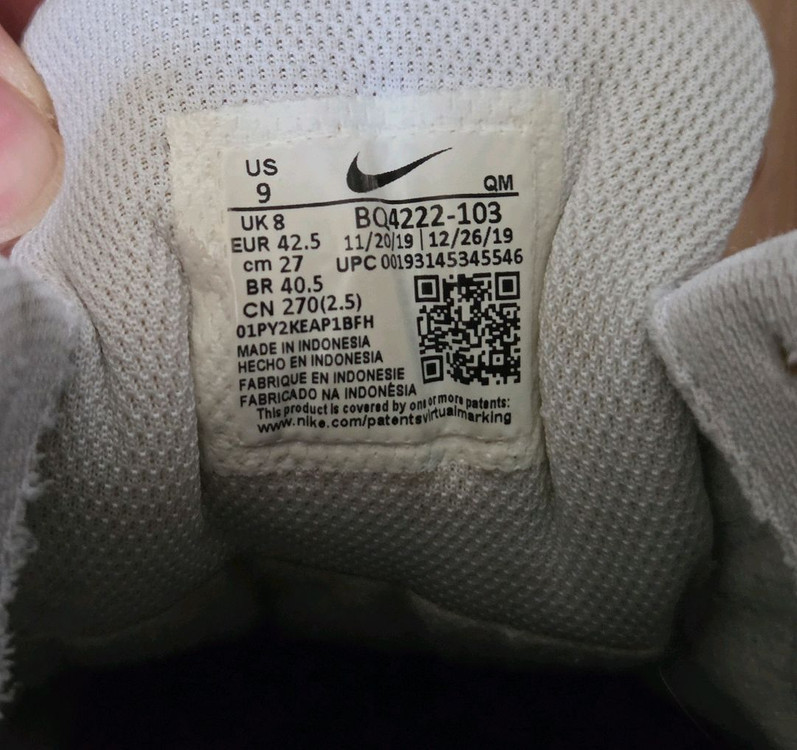 US
9
QM
UK 8
BQ4222-103
EUR 42.5
11/20/19 | 12/26/19
cm 27
UPC 00193145345546
BR 40.5
CN 270(2.5)
01PY2KEAP1BFH
MADE IN INDONESIA
HECHO EN INDONESIA
FABRIQUE EN INDONESIE
FABRICADO NA INDONÉSIA
This product is covered by one or more patents:
www.nike.com/patentsvirtualmarking